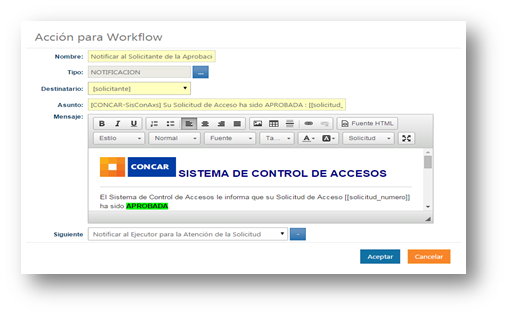 Acción para Workflow
Nombre: Notificar al Solicitante de la Aprobaci
Tipo: NOTIFICACION ...
Destinatario: [solicitante]
Asunto: [CONCAR-SisConAxs] Su Solicitud de Acceso ha sido APROBADA : [[solicitud_
Mensaje:
B I U Fuente HTML
Estilo Normal Fuente Ta... A A Solicitud
CONCAR SISTEMA DE CONTROL DE ACCESOS
El Sistema de Control de Accesos le informa que su Solicitud de Acceso [[solicitud_numero]]
ha sido APROBADA
Siguiente Notificar al Ejecutor para la Atención de la Solicitud -
Aceptar Cancelar